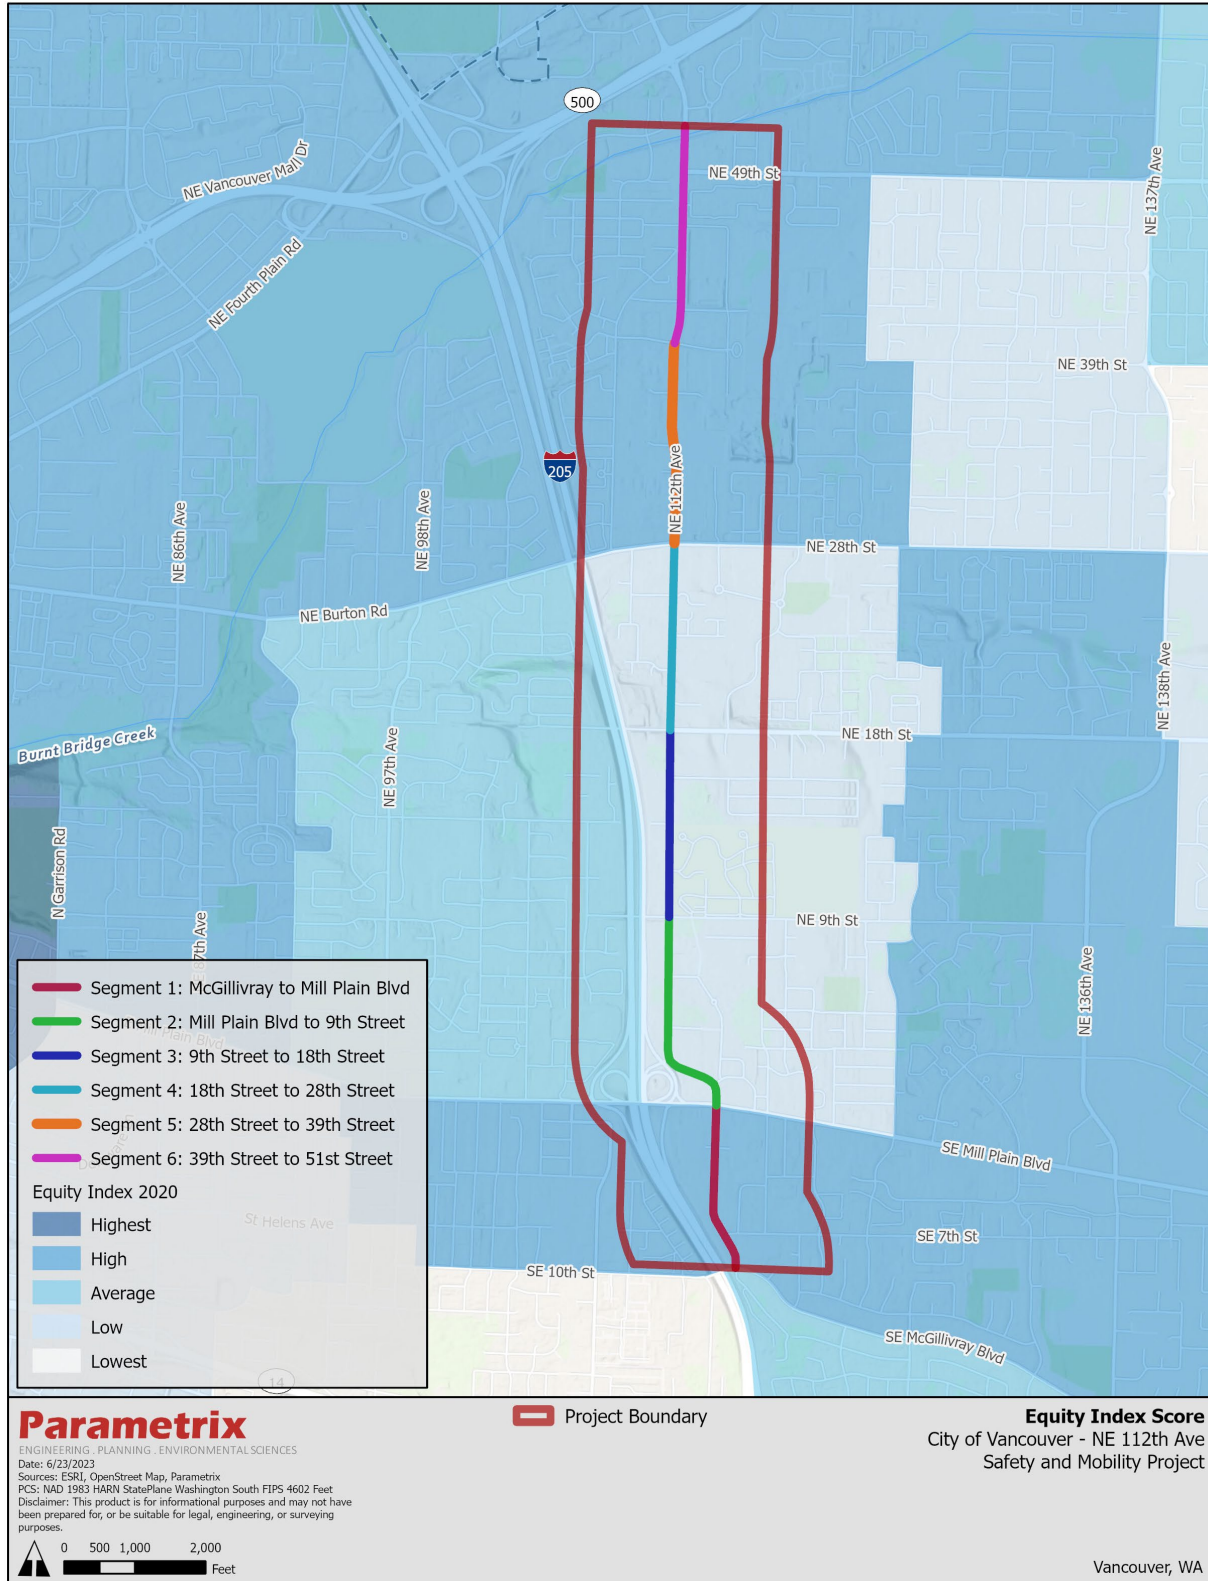 500
NE Vancouver Mall Dr
NE 49th St
NE 137th Ave
NE Fourth Plain Rd
NE 39th St
205
NE 112th Ave
NE 98th Ave
NE 86th Ave
NE 28th St
NE Burton Rd
NE 138th Ave
Burnt Bridge Creek
NE 18th St
NE 97th Ave
N Garrison Rd
NE 9th St
87th Ave
NE 136th Ave
Segment 1: McGillivray to Mill Plain Blvd
Segment 2: Mill Plain Blvd to 9th Street
Plain Blvd
Segment 3: 9th Street to 18th Street
Segment 4: 18th Street to 28th Street
Segment 5: 28th Street to 39th Street
Segment 6: 39th Street to 51st Street
SE Mill Plain Blvd
Equity Index 2020
Highest
St Helens Ave
SE 7th St
High
SE 10th St
Average
Low
SE McGillivray Blvd
Lowest
14
Parametrix
ENGINEERING . PLANNING . ENVIRONMENTAL SCIENCES
Date: 6/23/2023
Sources: ESRI, OpenStreet Map, Parametrix
PCS: NAD 1983 HARN StatePlane Washington South FIPS 4602 Feet
Disclaimer: This product is for informational purposes and may not have
been prepared for, or be suitable for legal, engineering, or surveying
purposes.
0 500 1,000 2,000
Feet
Project Boundary
Equity Index Score
City of Vancouver - NE 112th Ave
Safety and Mobility Project
Vancouver, WA